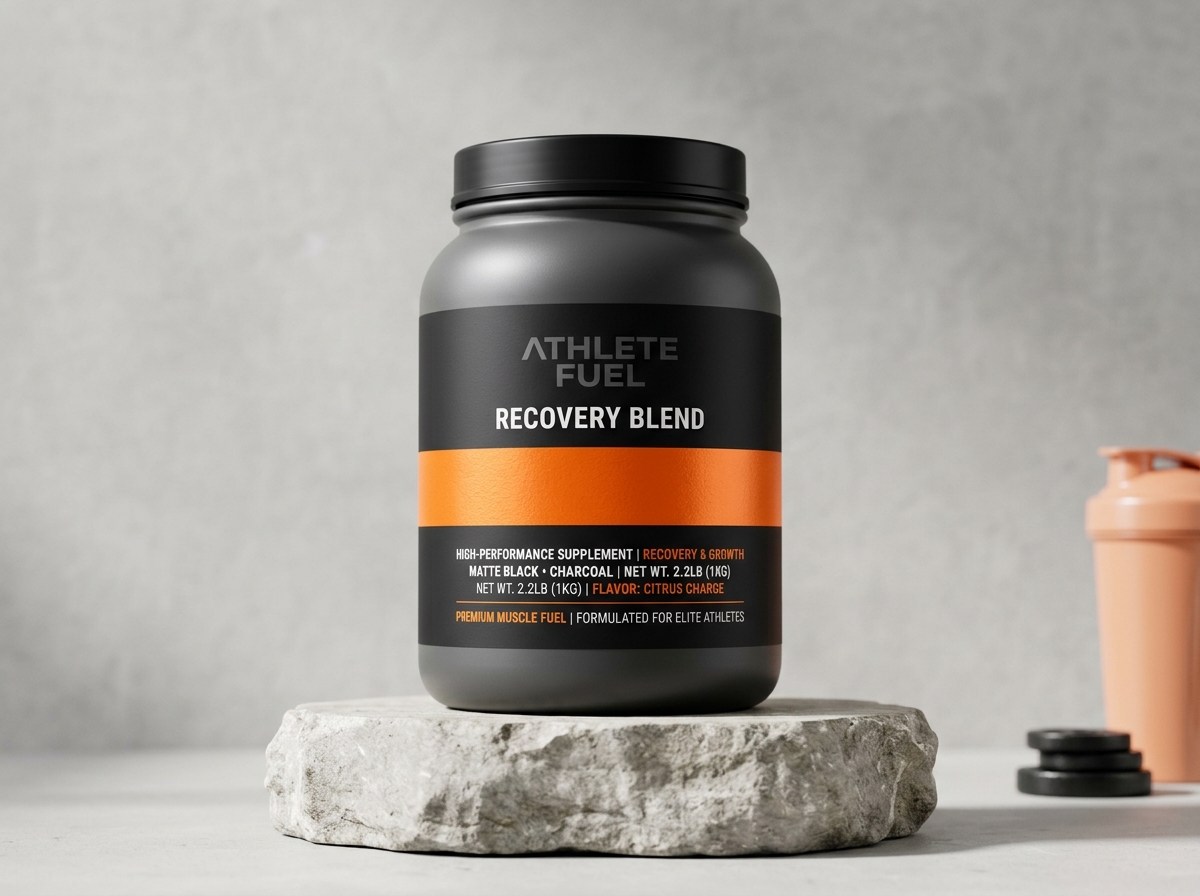 ATHLETE
FUEL
RECOVERY BLEND
HIGH-PERFORMANCE SUPPLEMENT | RECOVERY & GROWTH
MATTE BLACK • CHARCOAL | NET WT. 2.2LB (1KG)
NET WT. 2.2LB (1KG) | FLAVOR: CITRUS CHARGE
PREMIUM MUSCLE FUEL | FORMULATED FOR ELITE ATHLETES